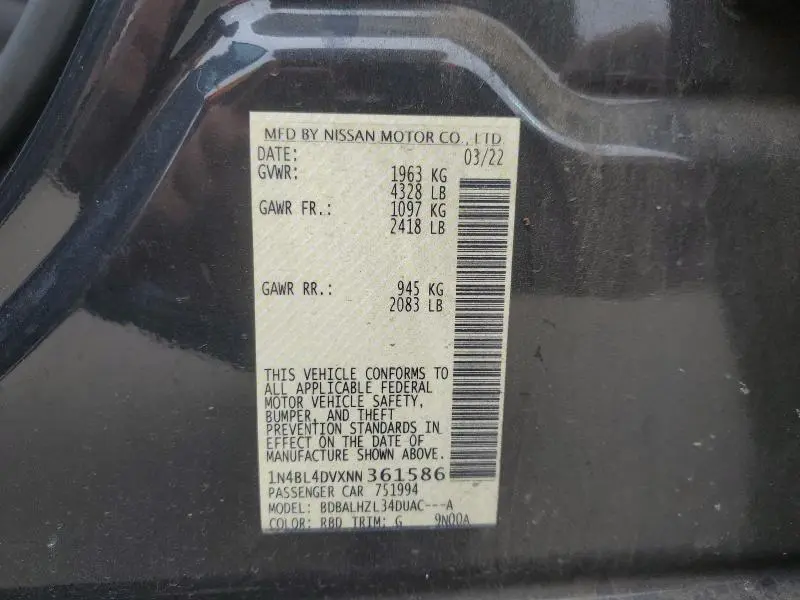 MFD BY NISSAN MOTOR CO., LTD
DATE: 03/22
GVWR: 1963 KG
4328 LB
GAWR FR.: 1097 KG
2418 LB
GAWR RR.: 945 KG
2083 LB
THIS VEHICLE CONFORMS TO
ALL APPLICABLE FEDERAL
MOTOR VEHICLE SAFETY,
BUMPER, AND THEFT
PREVENTION STANDARDS IN
EFFECT ON THE DATE OF
MANUFACTURE SHOWN ABOVE.
1N4BL4DVXNN361586
PASSENGER CAR 751994
MODEL: BDBALHZL34DUAC---A
COLOR: RBD TRIM: G 9N00A